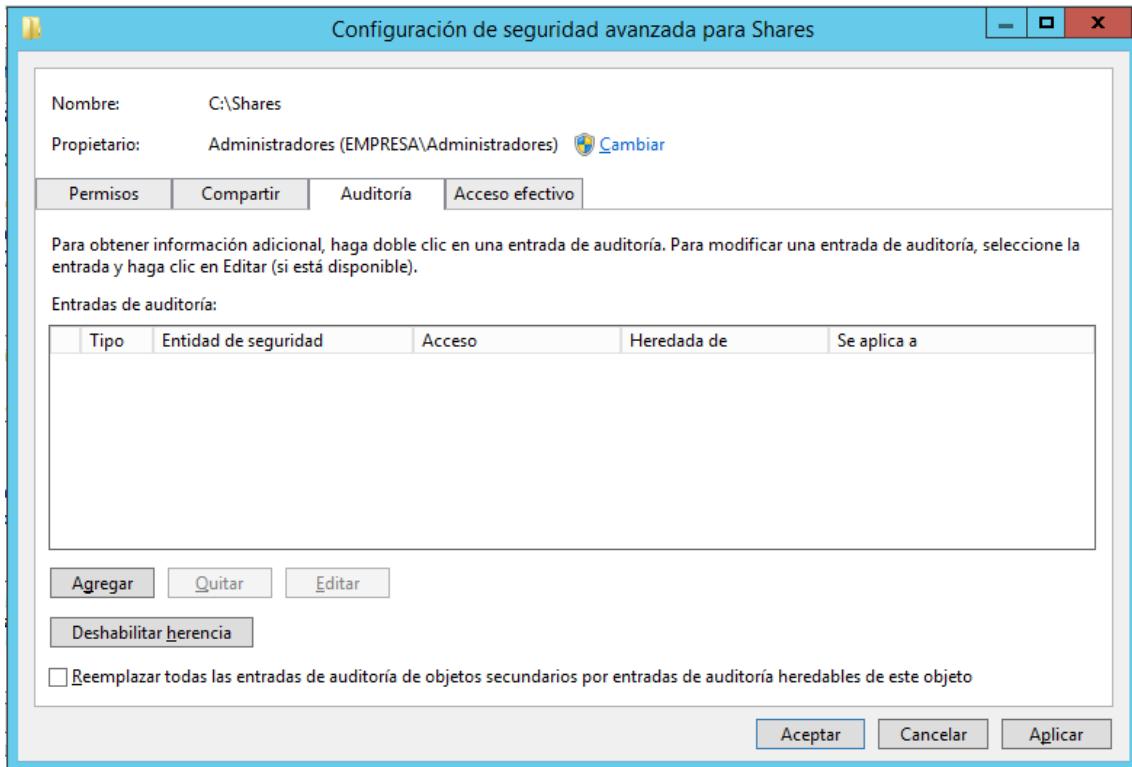 Configuración de seguridad avanzada para Shares
Nombre: C:\Shares
Propietario: Administradores (EMPRESA\Administradores) Cambiar
Permisos Compartir Auditoría Acceso efectivo
Para obtener información adicional, haga doble clic en una entrada de auditoría. Para modificar una entrada de auditoría, seleccione la
entrada y haga clic en Editar (si está disponible).
Entradas de auditoría:
Tipo Entidad de seguridad Acceso Heredada de Se aplica a
Agregar Quitar Editar
Deshabilitar herencia
Reemplazar todas las entradas de auditoría de objetos secundarios por entradas de auditoría heredables de este objeto
Aceptar Cancelar Aplicar